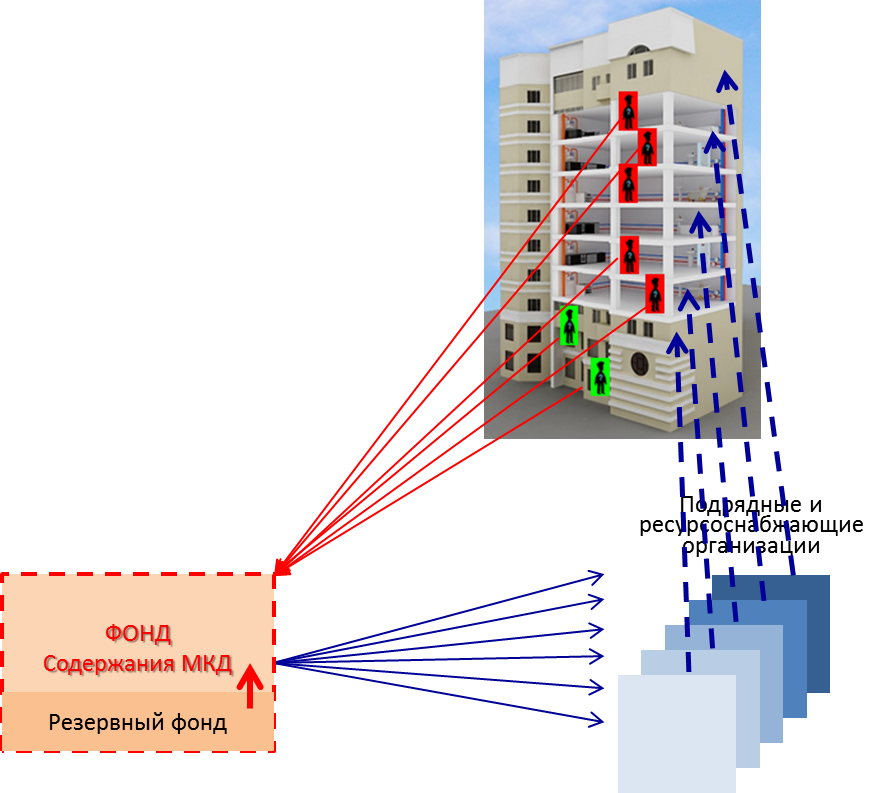 Подрядные и
ресурсоснабжающие
организации
ФОНД
Содержания МКД
Резервный фонд